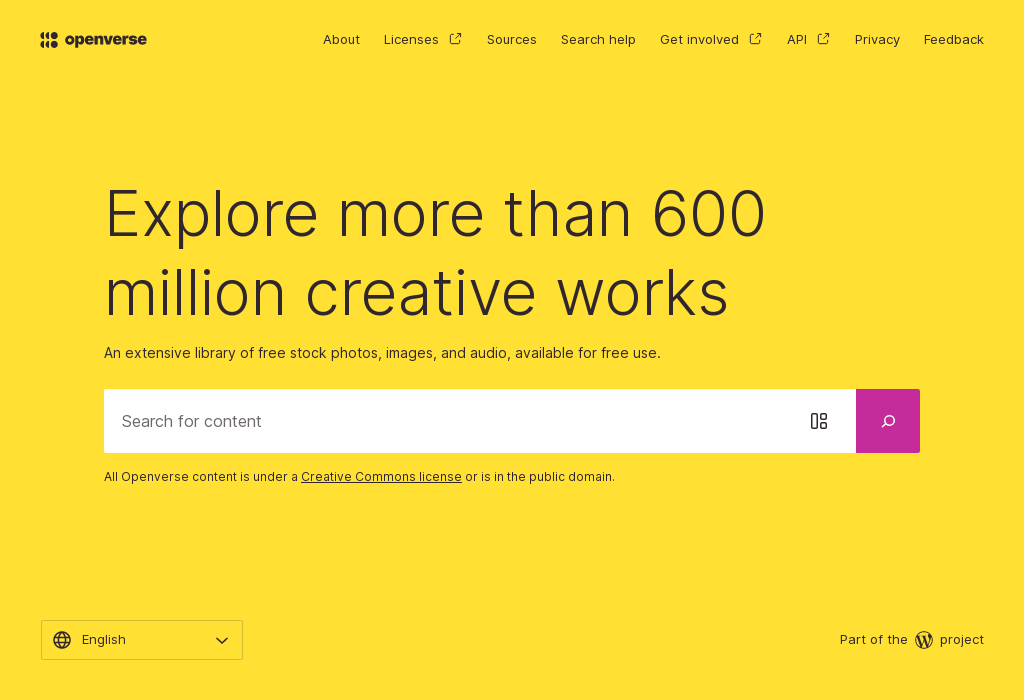 openverse
About
Licenses
Sources
Search help
Get involved
API
Privacy
Feedback
Explore more than 600
million creative works
An extensive library of free stock photos, images, and audio, available for free use.
Search for content
All Openverse content is under a Creative Commons license or is in the public domain.
English
Part of the
project